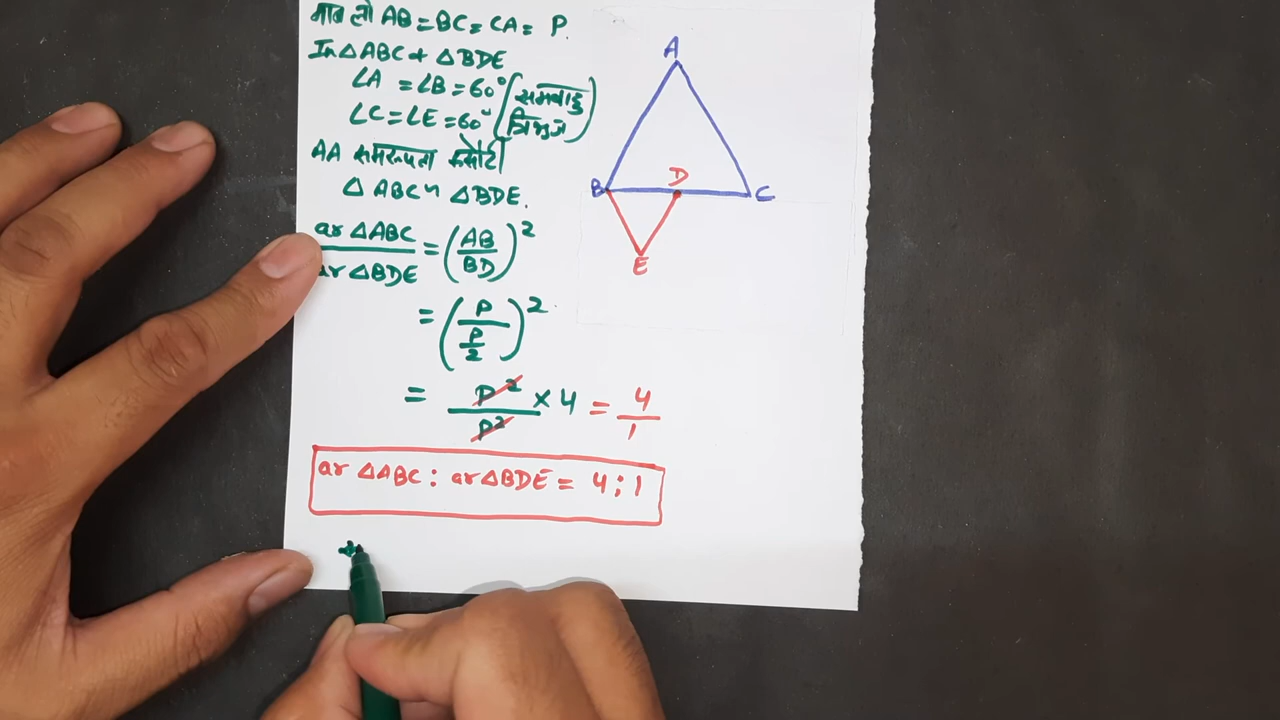 मान लो AB = BC = CA = P.
In △ABC & △BDE
∠A = ∠B = 60° (समबाहु
∠C = ∠E = 60° त्रिभुज)
AA समरूपता कसौटी
△ABC ~ △BDE.
ar △ABC / ar △BDE = (AB / BD)²
= (P / (P/2))²
= P² / P² × 4 = 4 / 1
ar △ABC : ar △BDE = 4 : 1
A
B
D
C
E